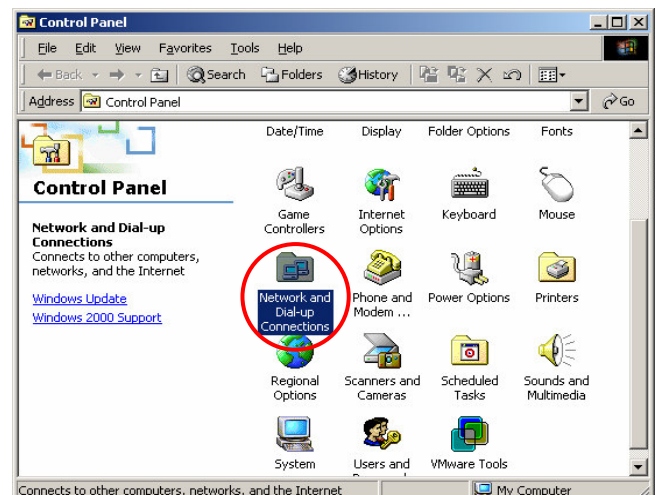 Control Panel
File Edit View Favorites Tools Help
Back Search Folders History
Address Control Panel Go
Date/Time Display Folder Options Fonts
Control Panel
Network and Dial-up
Connections
Connects to other computers,
networks, and the Internet
Windows Update
Windows 2000 Support
Game
Controllers
Internet
Options
Keyboard
Mouse
Network and
Dial-up
Connections
Phone and
Modem ...
Power Options
Printers
Regional
Options
Scanners and
Cameras
Scheduled
Tasks
Sounds and
Multimedia
System
Users and
VMware Tools
Connects to other computers, networks, and the Internet
My Computer